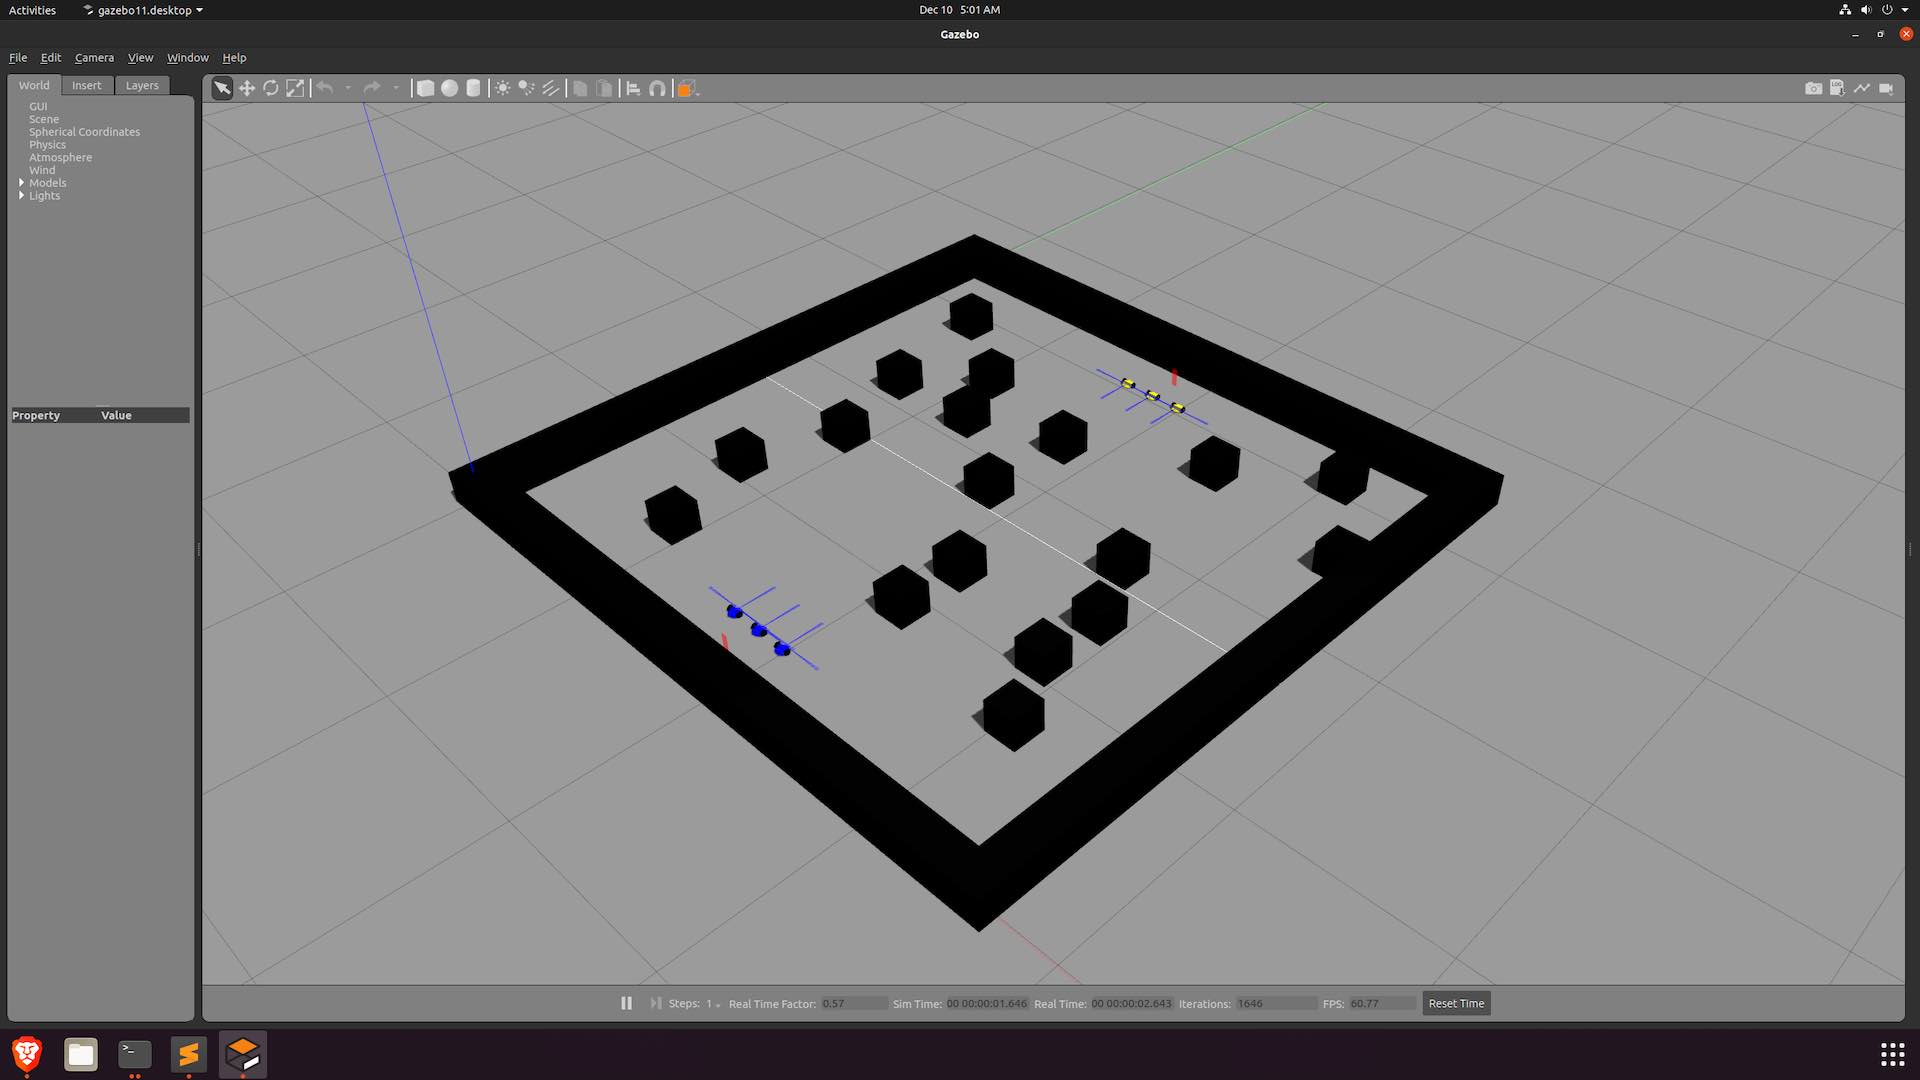 Activities gazebo11.desktop Dec 10 5:01 AM
Gazebo
File Edit Camera View Window Help
World Insert Layers
GUI
Scene
Spherical Coordinates
Physics
Atmosphere
Wind
Models
Lights
Property Value
Steps: 1 Real Time Factor: 0.57 Sim Time: 00 00:00:01.646 Real Time: 00 00:00:02.643 Iterations: 1646 FPS: 60.77 Reset Time